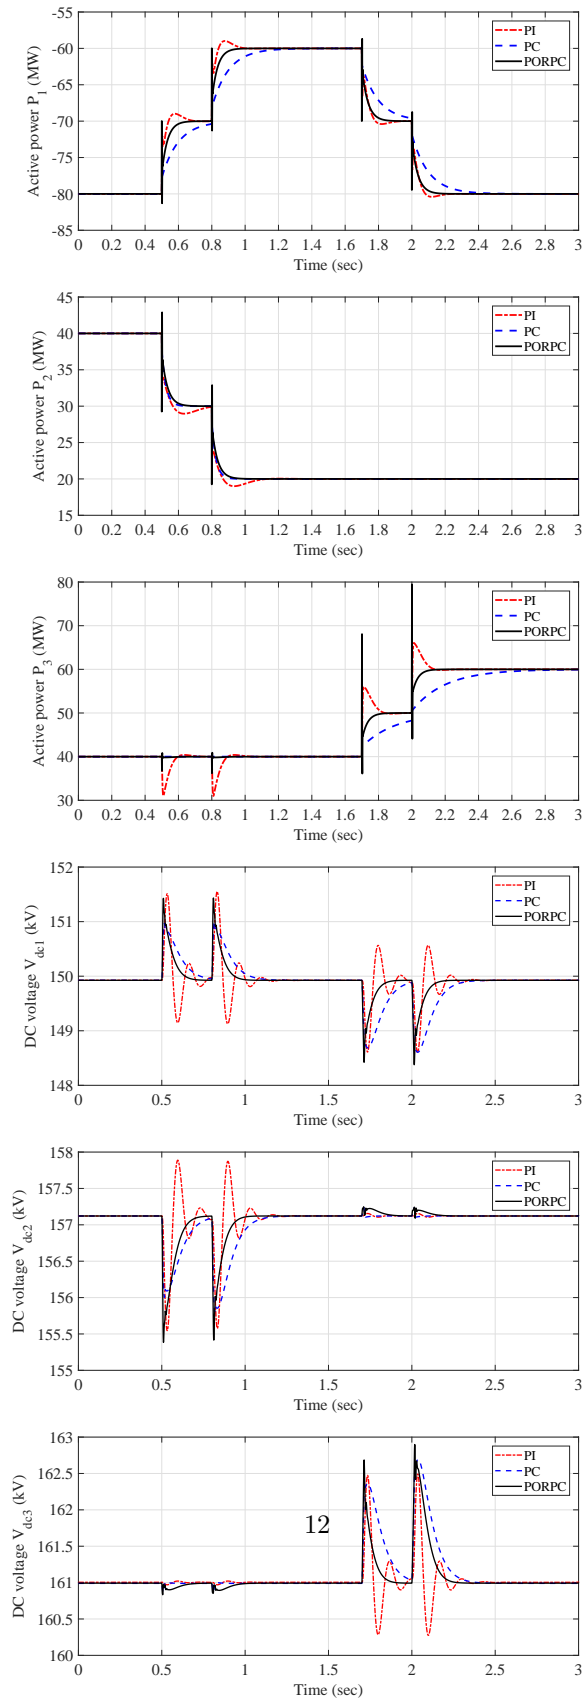 -55
-60
-65
-70
-75
-80
-85
Active power P_1 (MW)
PI
PC
PORPC
0 0.2 0.4 0.6 0.8 1 1.2 1.4 1.6 1.8 2 2.2 2.4 2.6 2.8 3
Time (sec)
45
40
35
30
25
20
15
Active power P_2 (MW)
PI
PC
PORPC
0 0.2 0.4 0.6 0.8 1 1.2 1.4 1.6 1.8 2 2.2 2.4 2.6 2.8 3
Time (sec)
80
70
60
50
40
30
Active power P_3 (MW)
PI
PC
PORPC
0 0.2 0.4 0.6 0.8 1 1.2 1.4 1.6 1.8 2 2.2 2.4 2.6 2.8 3
Time (sec)
152
151
150
149
148
DC voltage V_dc1 (kV)
PI
PC
PORPC
0 0.5 1 1.5 2 2.5 3
Time (sec)
158
157.5
157
156.5
156
155.5
155
DC voltage V_dc2 (kV)
PI
PC
PORPC
0 0.5 1 1.5 2 2.5 3
Time (sec)
163
162.5
162
161.5
161
160.5
160
DC voltage V_dc3 (kV)
PI
PC
PORPC
12
0 0.5 1 1.5 2 2.5 3
Time (sec)